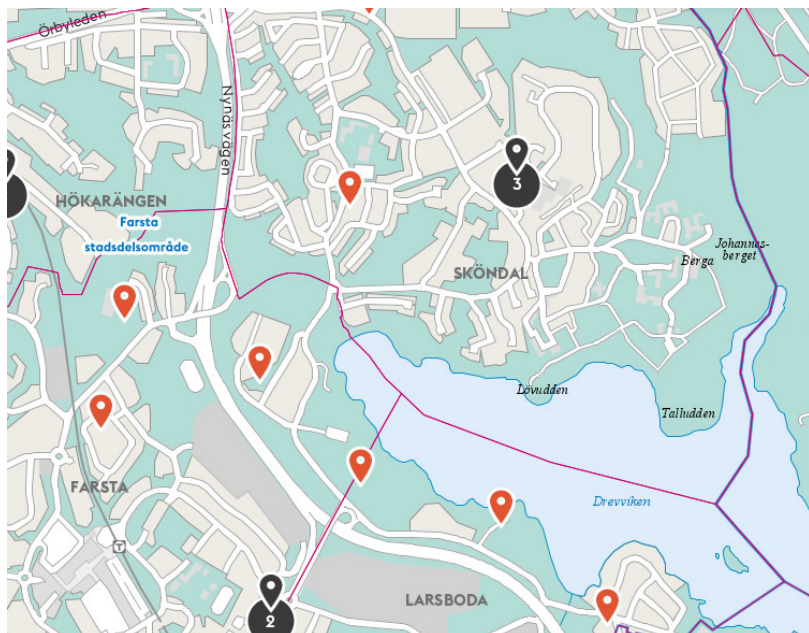 Örbyleden
Nynäsvägen
3
HÖKARÄNGEN
Farsta
stadsdelsområde
SKÖNDAL
Berga
Johannes-
berget
Lövudden
Talludden
FARSTA
Drevviken
T
LARSBODA
2